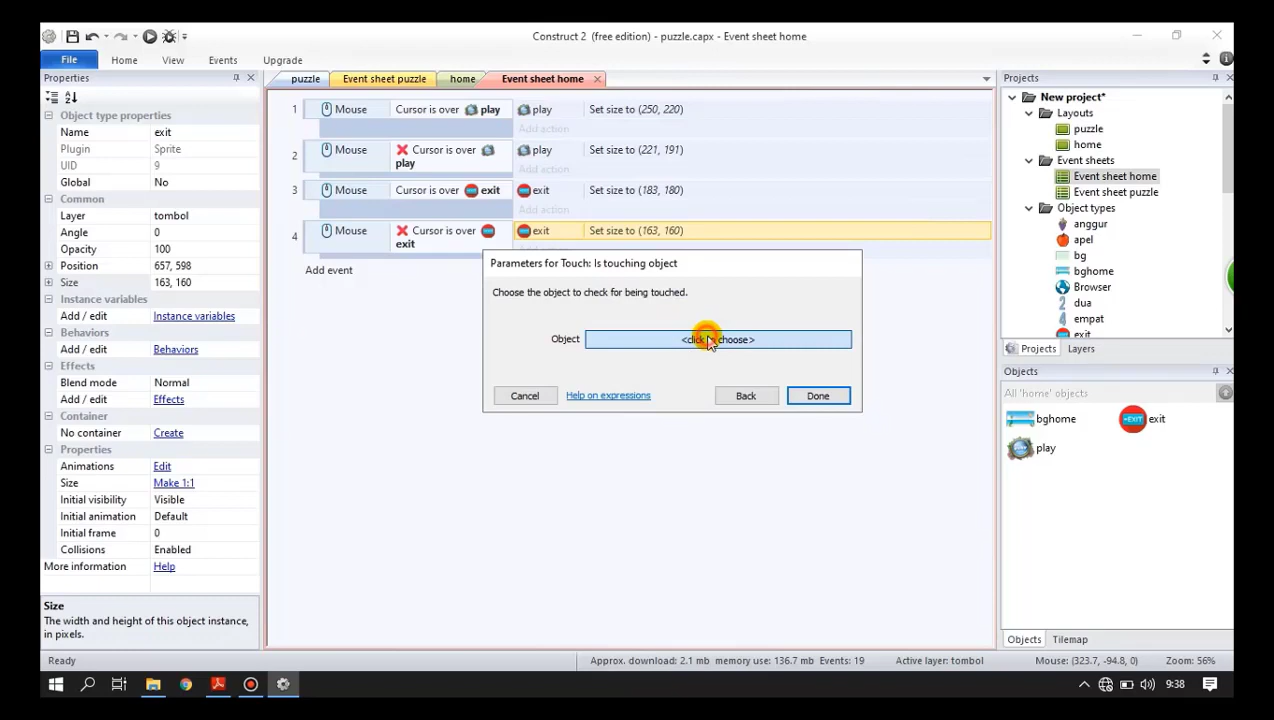 Construct 2 (free edition) - puzzle.capx - Event sheet home
File Home View Events Upgrade
Properties
Object type properties
Name exit
Plugin Sprite
UID 9
Global No
Common
Layer tombol
Angle 0
Opacity 100
Position 657, 598
Size 163, 160
Instance variables
Add / edit Instance variables
Behaviors
Add / edit Behaviors
Effects
Blend mode Normal
Add / edit Effects
Container
No container Create
Properties
Animations Edit
Size Make 1:1
Initial visibility Visible
Initial animation Default
Initial frame 0
Collisions Enabled
More information Help
Size
The width and height of this object instance, in pixels.
puzzle Event sheet puzzle home Event sheet home
1 Mouse Cursor is over play play Set size to (250, 220)
Add action
2 Mouse Cursor is over play play Set size to (221, 191)
Add action
3 Mouse Cursor is over exit exit Set size to (183, 180)
Add action
4 Mouse Cursor is over exit exit Set size to (163, 160)
Add event
Parameters for Touch: Is touching object
Choose the object to check for being touched.
Object <click to choose>
Cancel Help on expressions Back Done
Projects
New project*
Layouts
puzzle
home
Event sheets
Event sheet home
Event sheet puzzle
Object types
anggur
apel
bg
bghome
Browser
dua
empat
exit
Projects Layers
Objects
All 'home' objects
bghome EXIT exit
play
Objects Tilemap
Ready Approx. download: 2.1 mb memory use: 136.7 mb Events: 19 Active layer: tombol Mouse: (323.7, -94.8, 0) Zoom: 56%
9:38